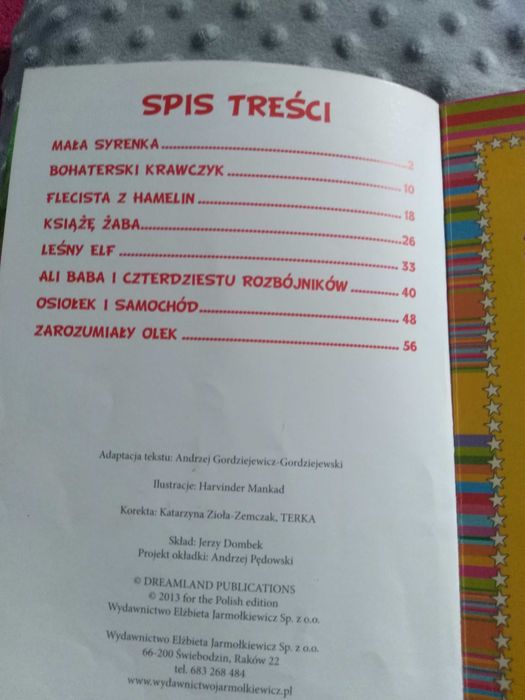 SPIS TREŚCI
MAŁA SYRENKA 2
BOHATERSKI KRAWCZYK 10
FLECISTA Z HAMELIN 18
KSIĄŻĘ ŻABA 26
LEŚNY ELF 33
ALI BABA I CZTERDZIESTU ROZBÓJNIKÓW 40
OSIOŁEK I SAMOCHÓD 48
ZAROZUMIAŁY OLEK 56
Adaptacja tekstu: Andrzej Gordziejewicz-Gordziejewski
Ilustracje: Harvinder Mankad
Korekta: Katarzyna Zioła-Zemczak, TERKA
Skład: Jerzy Dombek
Projekt okładki: Andrzej Pędowski
© DREAMLAND PUBLICATIONS
© 2013 for the Polish edition
Wydawnictwo Elżbieta Jarmołkiewicz Sp. z o.o.
Wydawnictwo Elżbieta Jarmołkiewicz Sp. z o.o.
66-200 Świebodzin, Raków 22
tel. 683 268 484
www.wydawnictwojarmolkiewicz.pl